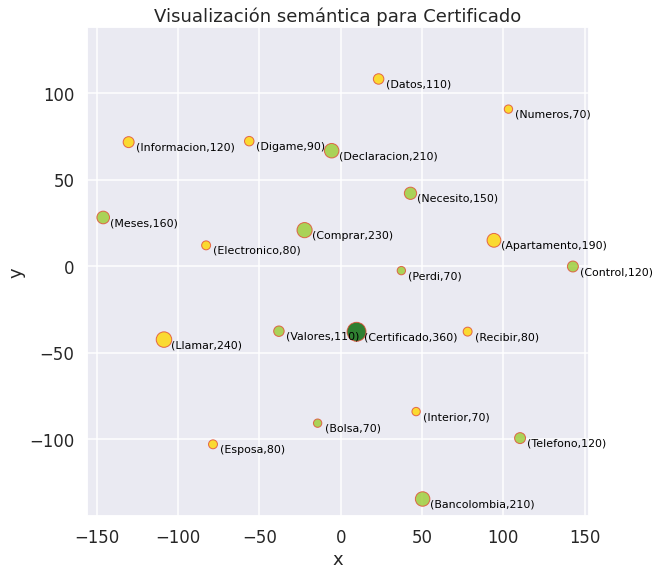 Visualización semántica para Certificado
(Datos,110)
(Numeros,70)
(Informacion,120)
(Digame,90)
(Declaracion,210)
(Necesito,150)
(Meses,160)
(Comprar,230)
(Electronico,80)
(Apartamento,190)
(Perdi,70)
(Control,120)
(Llamar,240)
(Valores,110)
(Certificado,360)
(Recibir,80)
(Interior,70)
(Bolsa,70)
(Esposa,80)
(Telefono,120)
(Bancolombia,210)
100
50
0
−50
−100
y
−150
−100
−50
0
50
100
150
x